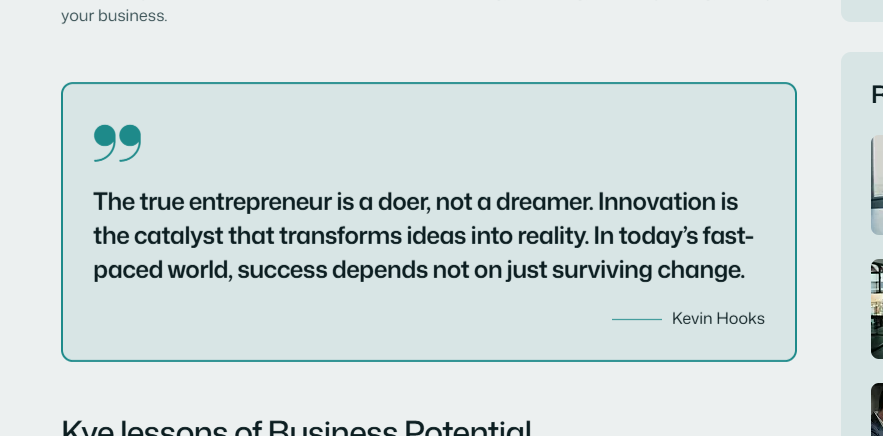 your business.
The true entrepreneur is a doer, not a dreamer. Innovation is
the catalyst that transforms ideas into reality. In today’s fast-
paced world, success depends not on just surviving change.
Kevin Hooks
Kye lessons of Business Potential